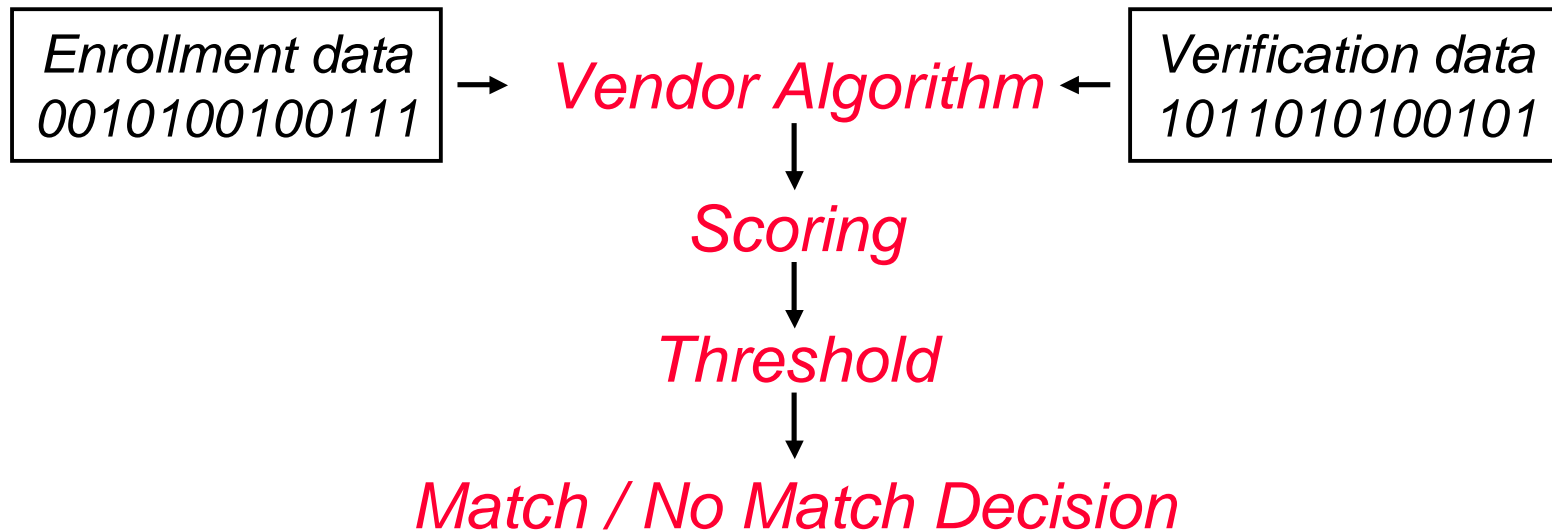 Enrollment data
0010100100111
Vendor Algorithm
Verification data
1011010100101
Scoring
Threshold
Match / No Match Decision